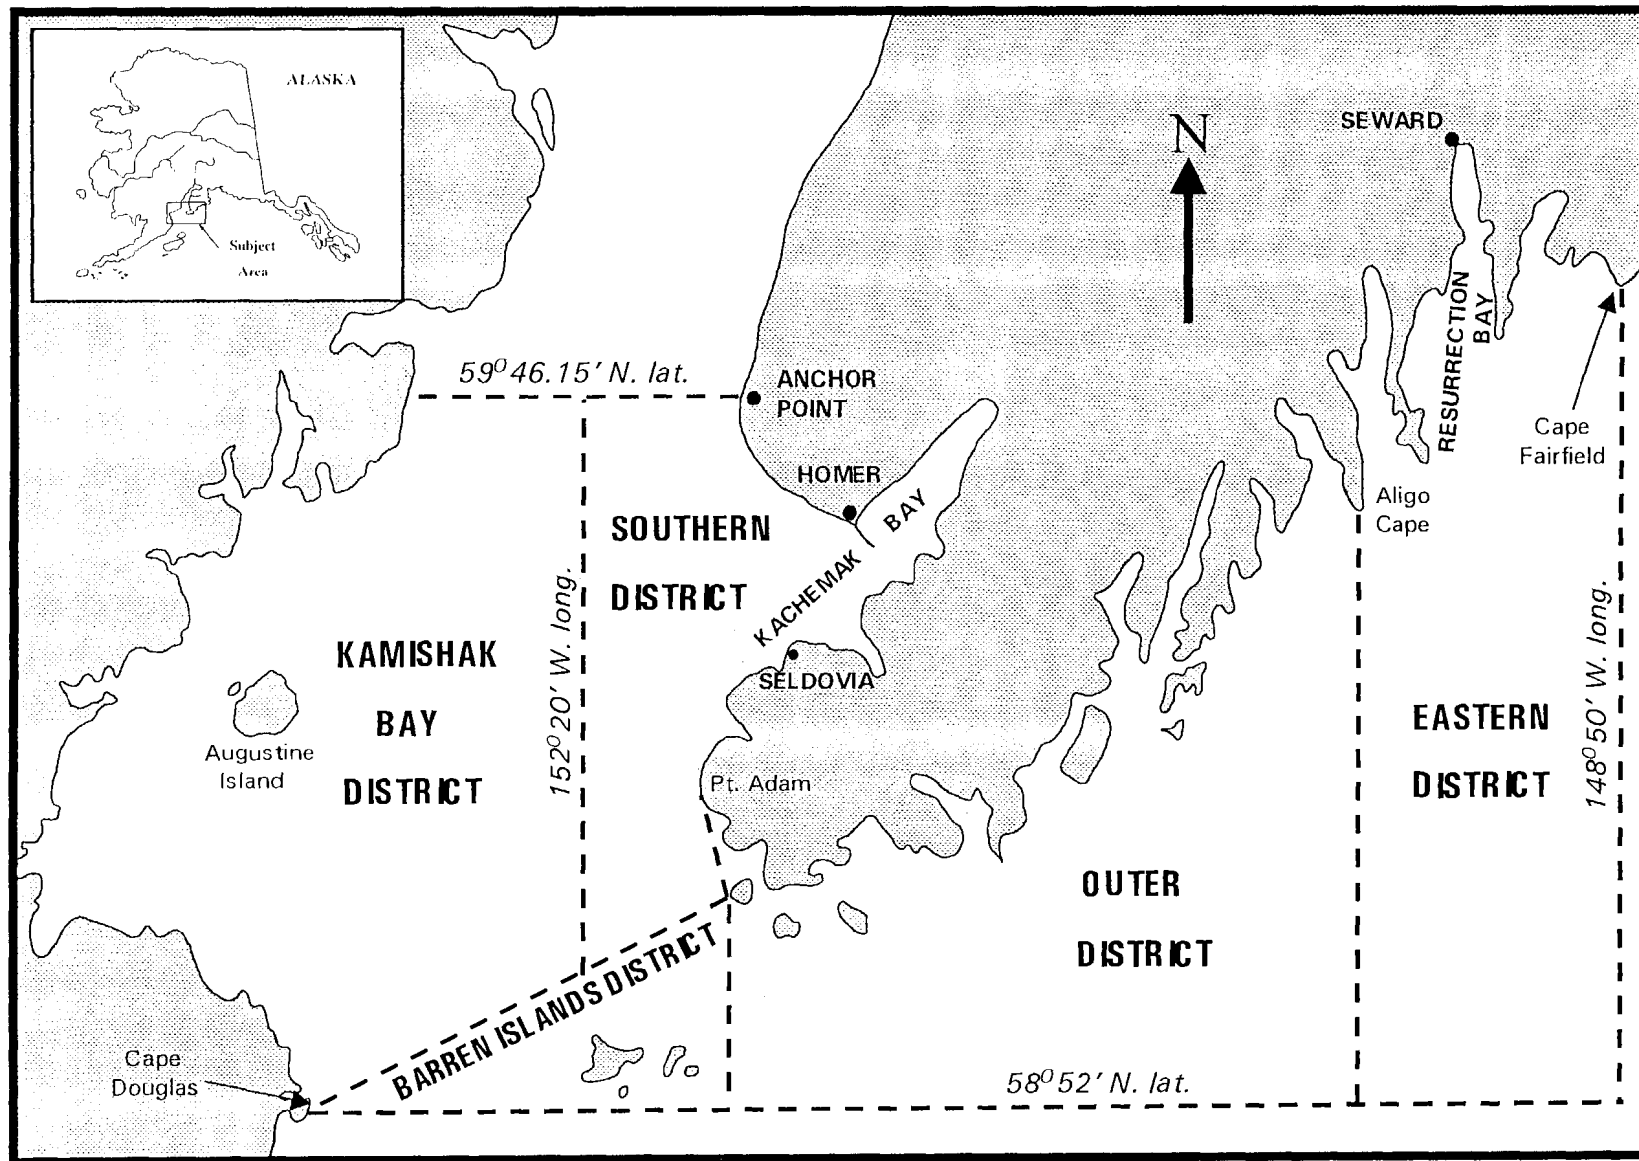 ALASKA
Subject
Area
N
SEWARD
RESURRECTION
BAY
Cape
Fairfield
59° 46.15' N. lat.
ANCHOR
POINT
HOMER
KACHEMAK BAY
SELDOVIA
Aligo
Cape
SOUTHERN
DISTRICT
152° 20' W. long.
KAMISHAK
BAY
DISTRICT
Augustine
Island
Pt. Adam
EASTERN
DISTRICT
148° 50' W. long.
OUTER
DISTRICT
BARREN ISLANDS DISTRICT
Cape
Douglas
58° 52' N. lat.